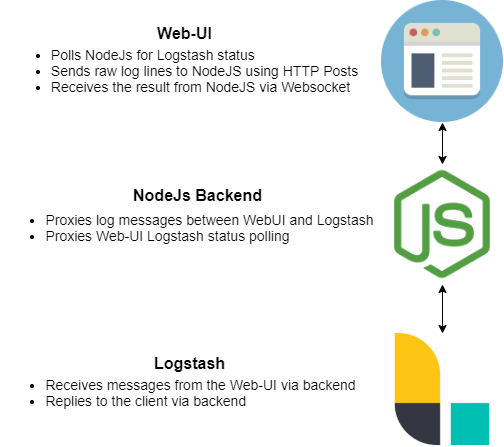 Web-UI
• Polls NodeJs for Logstash status
• Sends raw log lines to NodeJS using HTTP Posts
• Receives the result from NodeJS via Websocket
NodeJs Backend
JS
• Proxies log messages between WebUI and Logstash
• Proxies Web-UI Logstash status polling
Logstash
• Receives messages from the Web-UI via backend
• Replies to the client via backend